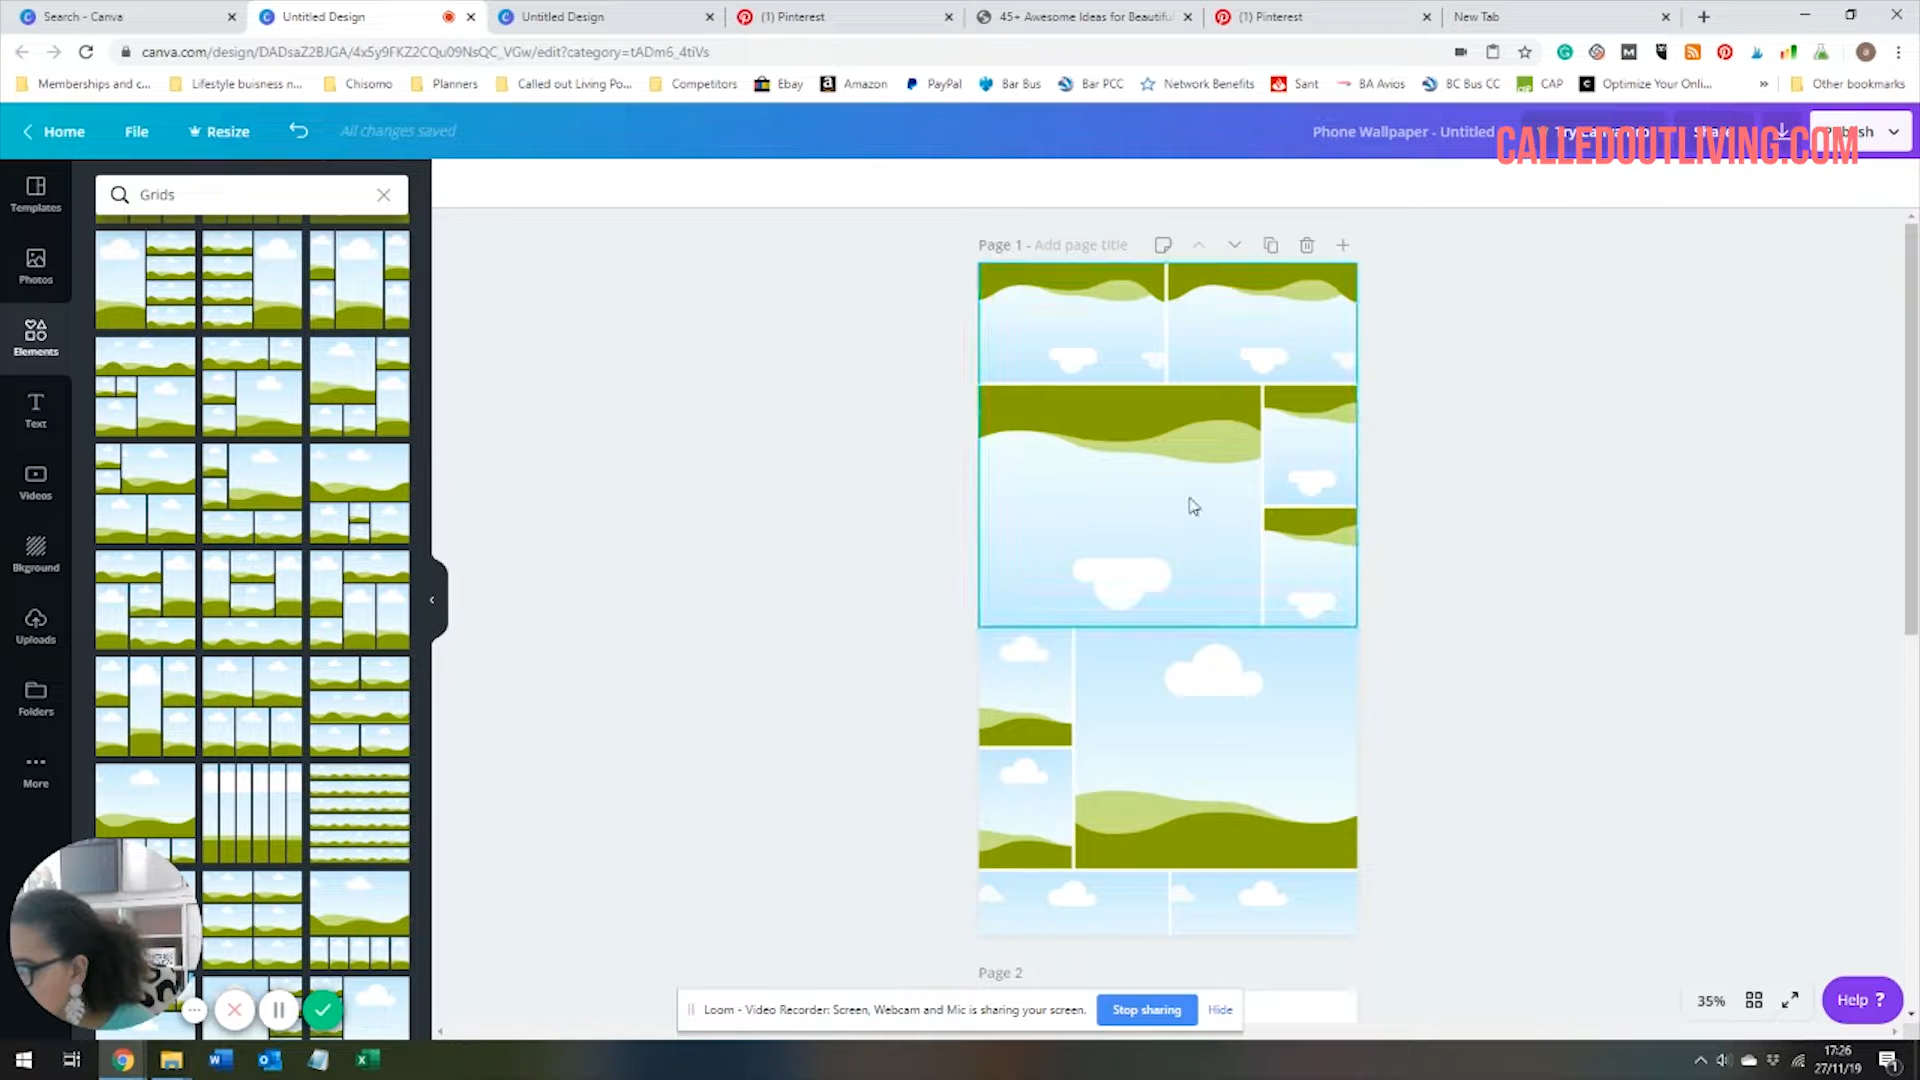 Search - Canva
Untitled Design
Untitled Design
(1) Pinterest
45+ Awesome Ideas for Beautifu
(1) Pinterest
New Tab
canva.com/design/DADsaZ2BJGA/4x5y9FKZ2CQu09NsQC_VGw/edit?category=tADm6_4tiVs
Memberships and c...
Lifestyle buisness n...
Chisomo
Planners
Called out Living Po...
Competitors
Ebay
Amazon
PayPal
Bar Bus
Bar PCC
Network Benefits
Sant
BA Avios
BC Bus CC
CAP
Optimize Your Onli...
Other bookmarks
Home
File
Resize
All changes saved
Phone Wallpaper - Untitled
CALLEDOUTLIVING.COM
Templates
Photos
Elements
Text
Videos
Bkground
Uploads
Folders
More
Grids
Page 1 - Add page title
Page 2
Loom - Video Recorder: Screen, Webcam and Mic is sharing your screen.
Stop sharing
Hide
35%
Help ?
17:26
27/11/19